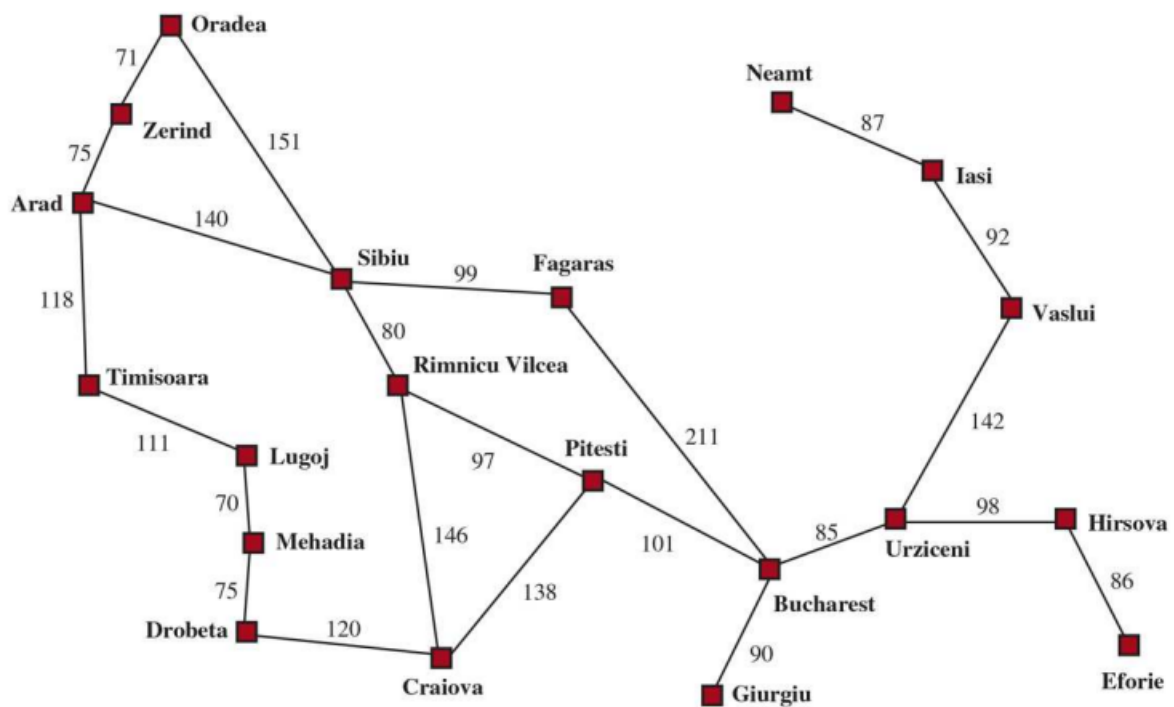 Oradea
71
Neamt
Zerind
87
151
75
Iasi
Arad
140
92
Sibiu
99
Fagaras
118
Vaslui
80
Timisoara
Rimnicu Vilcea
142
111
211
Lugoj
97
Pitesti
70
98
Hirsova
Mehadia
146
101
85
Urziceni
75
138
86
Bucharest
Drobeta
120
90
Craiova
Giurgiu
Eforie